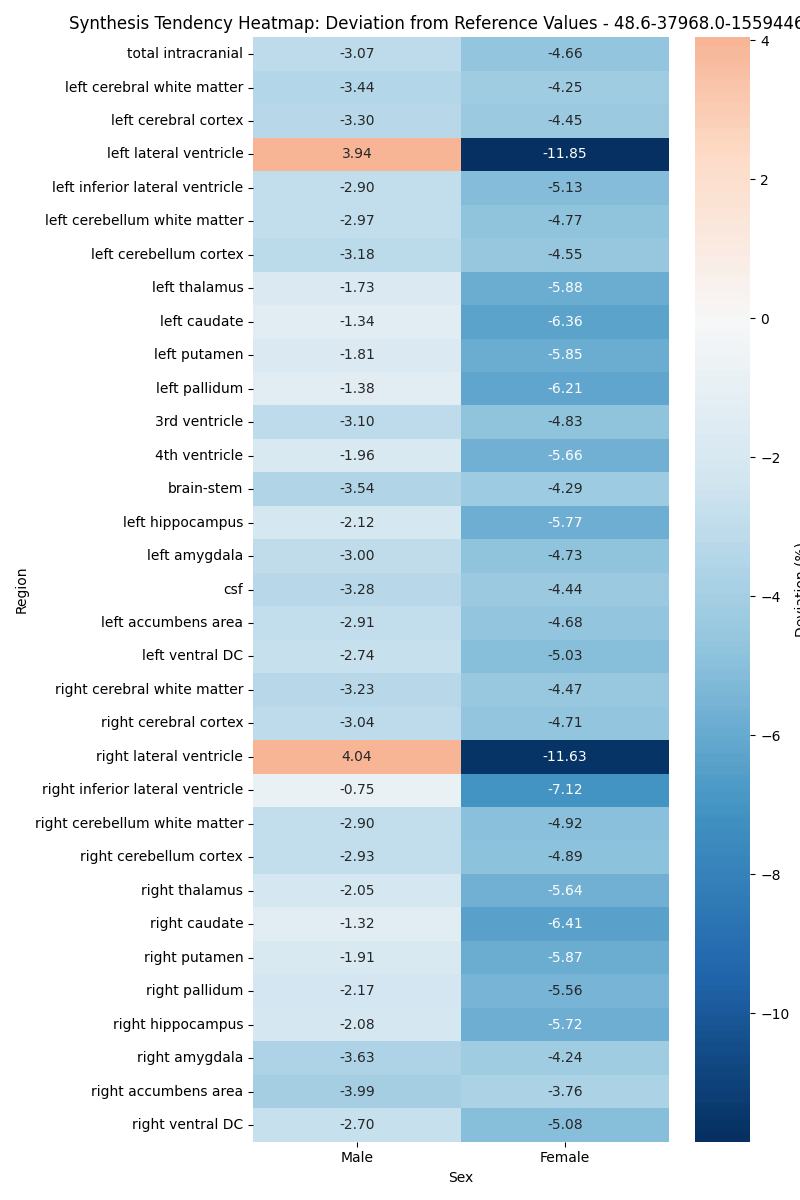 Synthesis Tendency Heatmap: Deviation from Reference Values - 48.6-37968.0-1559446
total intracranial -3.07 -4.66
left cerebral white matter -3.44 -4.25
left cerebral cortex -3.30 -4.45
left lateral ventricle 3.94 -11.85
left inferior lateral ventricle -2.90 -5.13
left cerebellum white matter -2.97 -4.77
left cerebellum cortex -3.18 -4.55
left thalamus -1.73 -5.88
left caudate -1.34 -6.36
left putamen -1.81 -5.85
left pallidum -1.38 -6.21
3rd ventricle -3.10 -4.83
4th ventricle -1.96 -5.66
brain-stem -3.54 -4.29
left hippocampus -2.12 -5.77
left amygdala -3.00 -4.73
csf -3.28 -4.44
left accumbens area -2.91 -4.68
left ventral DC -2.74 -5.03
right cerebral white matter -3.23 -4.47
right cerebral cortex -3.04 -4.71
right lateral ventricle 4.04 -11.63
right inferior lateral ventricle -0.75 -7.12
right cerebellum white matter -2.90 -4.92
right cerebellum cortex -2.93 -4.89
right thalamus -2.05 -5.64
right caudate -1.32 -6.41
right putamen -1.91 -5.87
right pallidum -2.17 -5.56
right hippocampus -2.08 -5.72
right amygdala -3.63 -4.24
right accumbens area -3.99 -3.76
right ventral DC -2.70 -5.08
Male Female
Sex
Region
4
2
0
−2
−4
−6
−8
−10
Deviation (%)